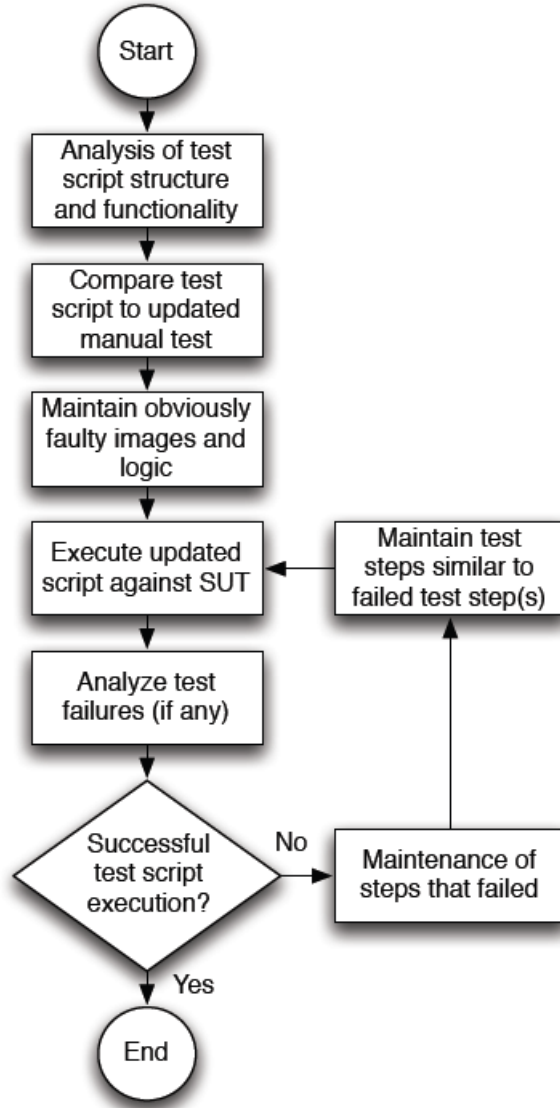 Start
Analysis of test
script structure
and functionality
Compare test
script to updated
manual test
Maintain obviously
faulty images and
logic
Execute updated
script against SUT
Maintain test
steps similar to
failed test step(s)
Analyze test
failures (if any)
Successful
test script
execution?
No
Maintenance of
steps that failed
Yes
End